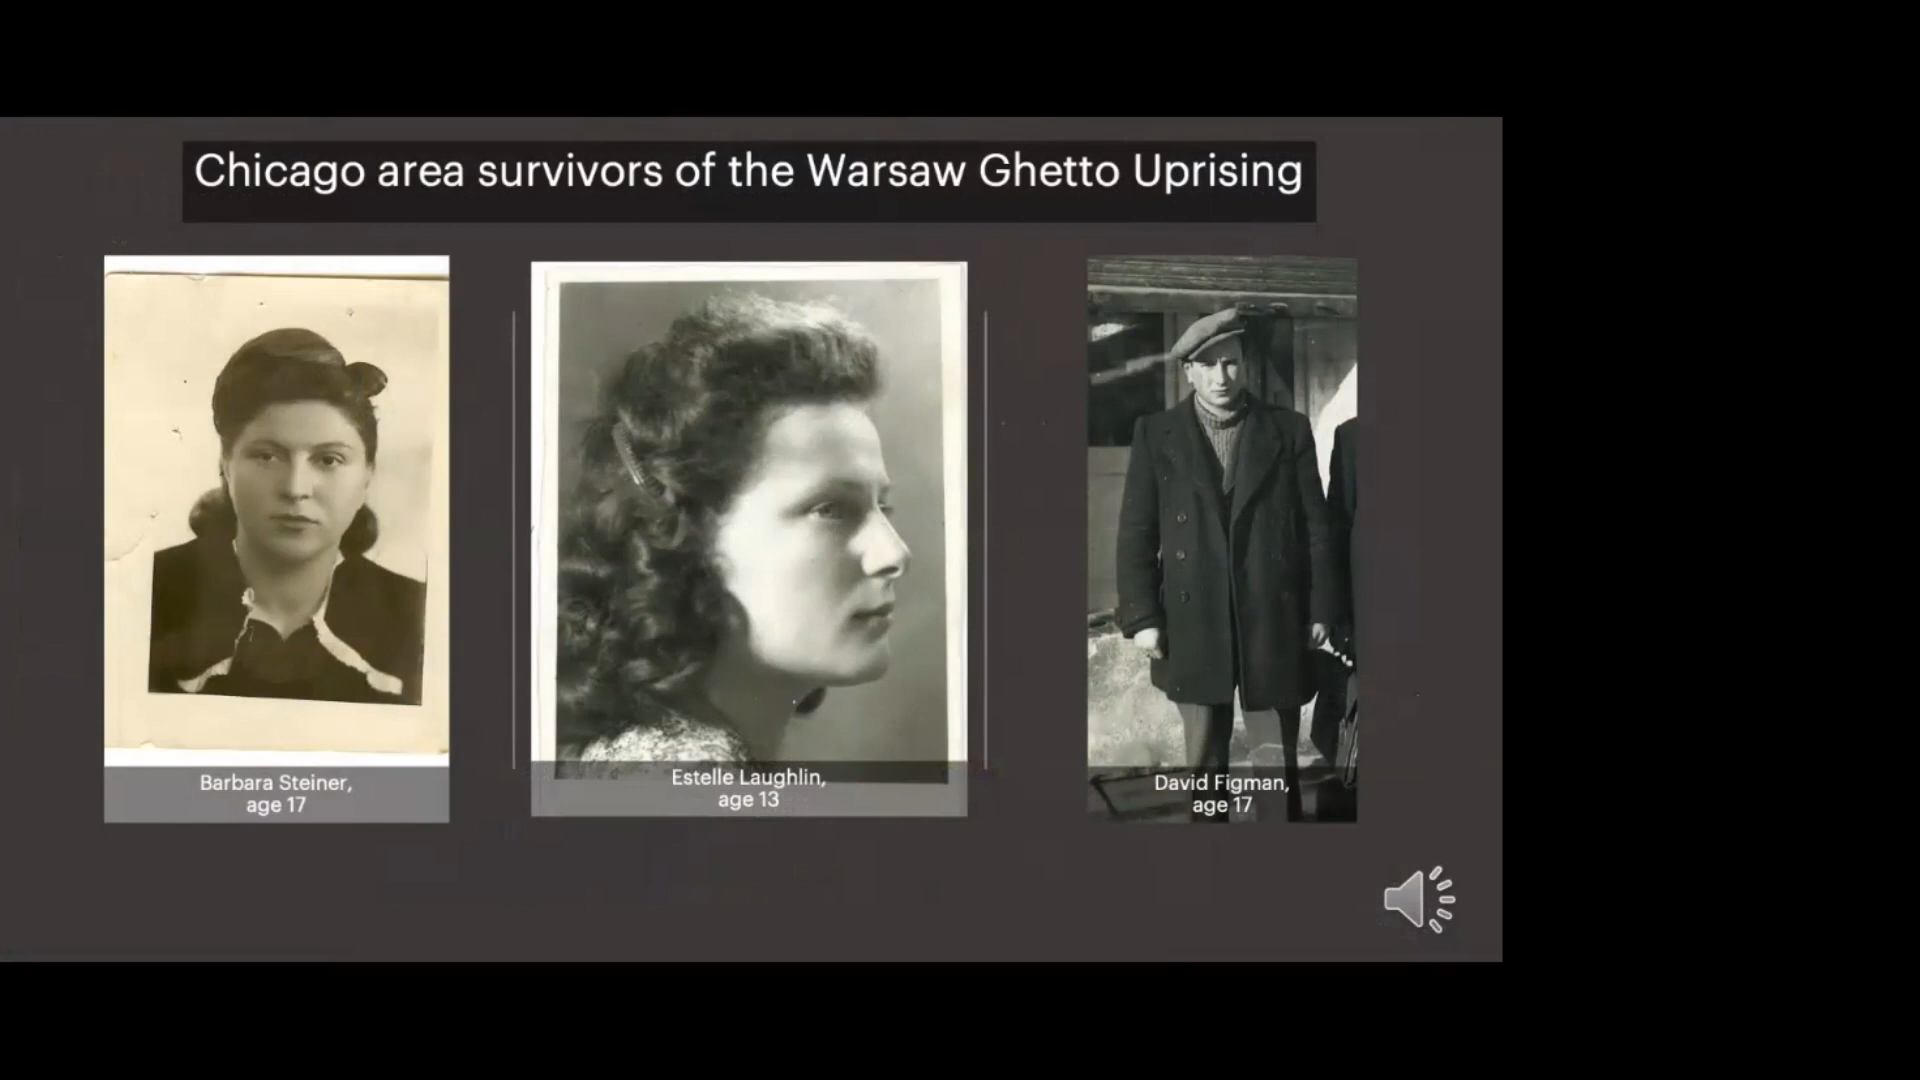 Chicago area survivors of the Warsaw Ghetto Uprising
Barbara Steiner,
age 17
Estelle Laughlin,
age 13
David Figman,
age 17